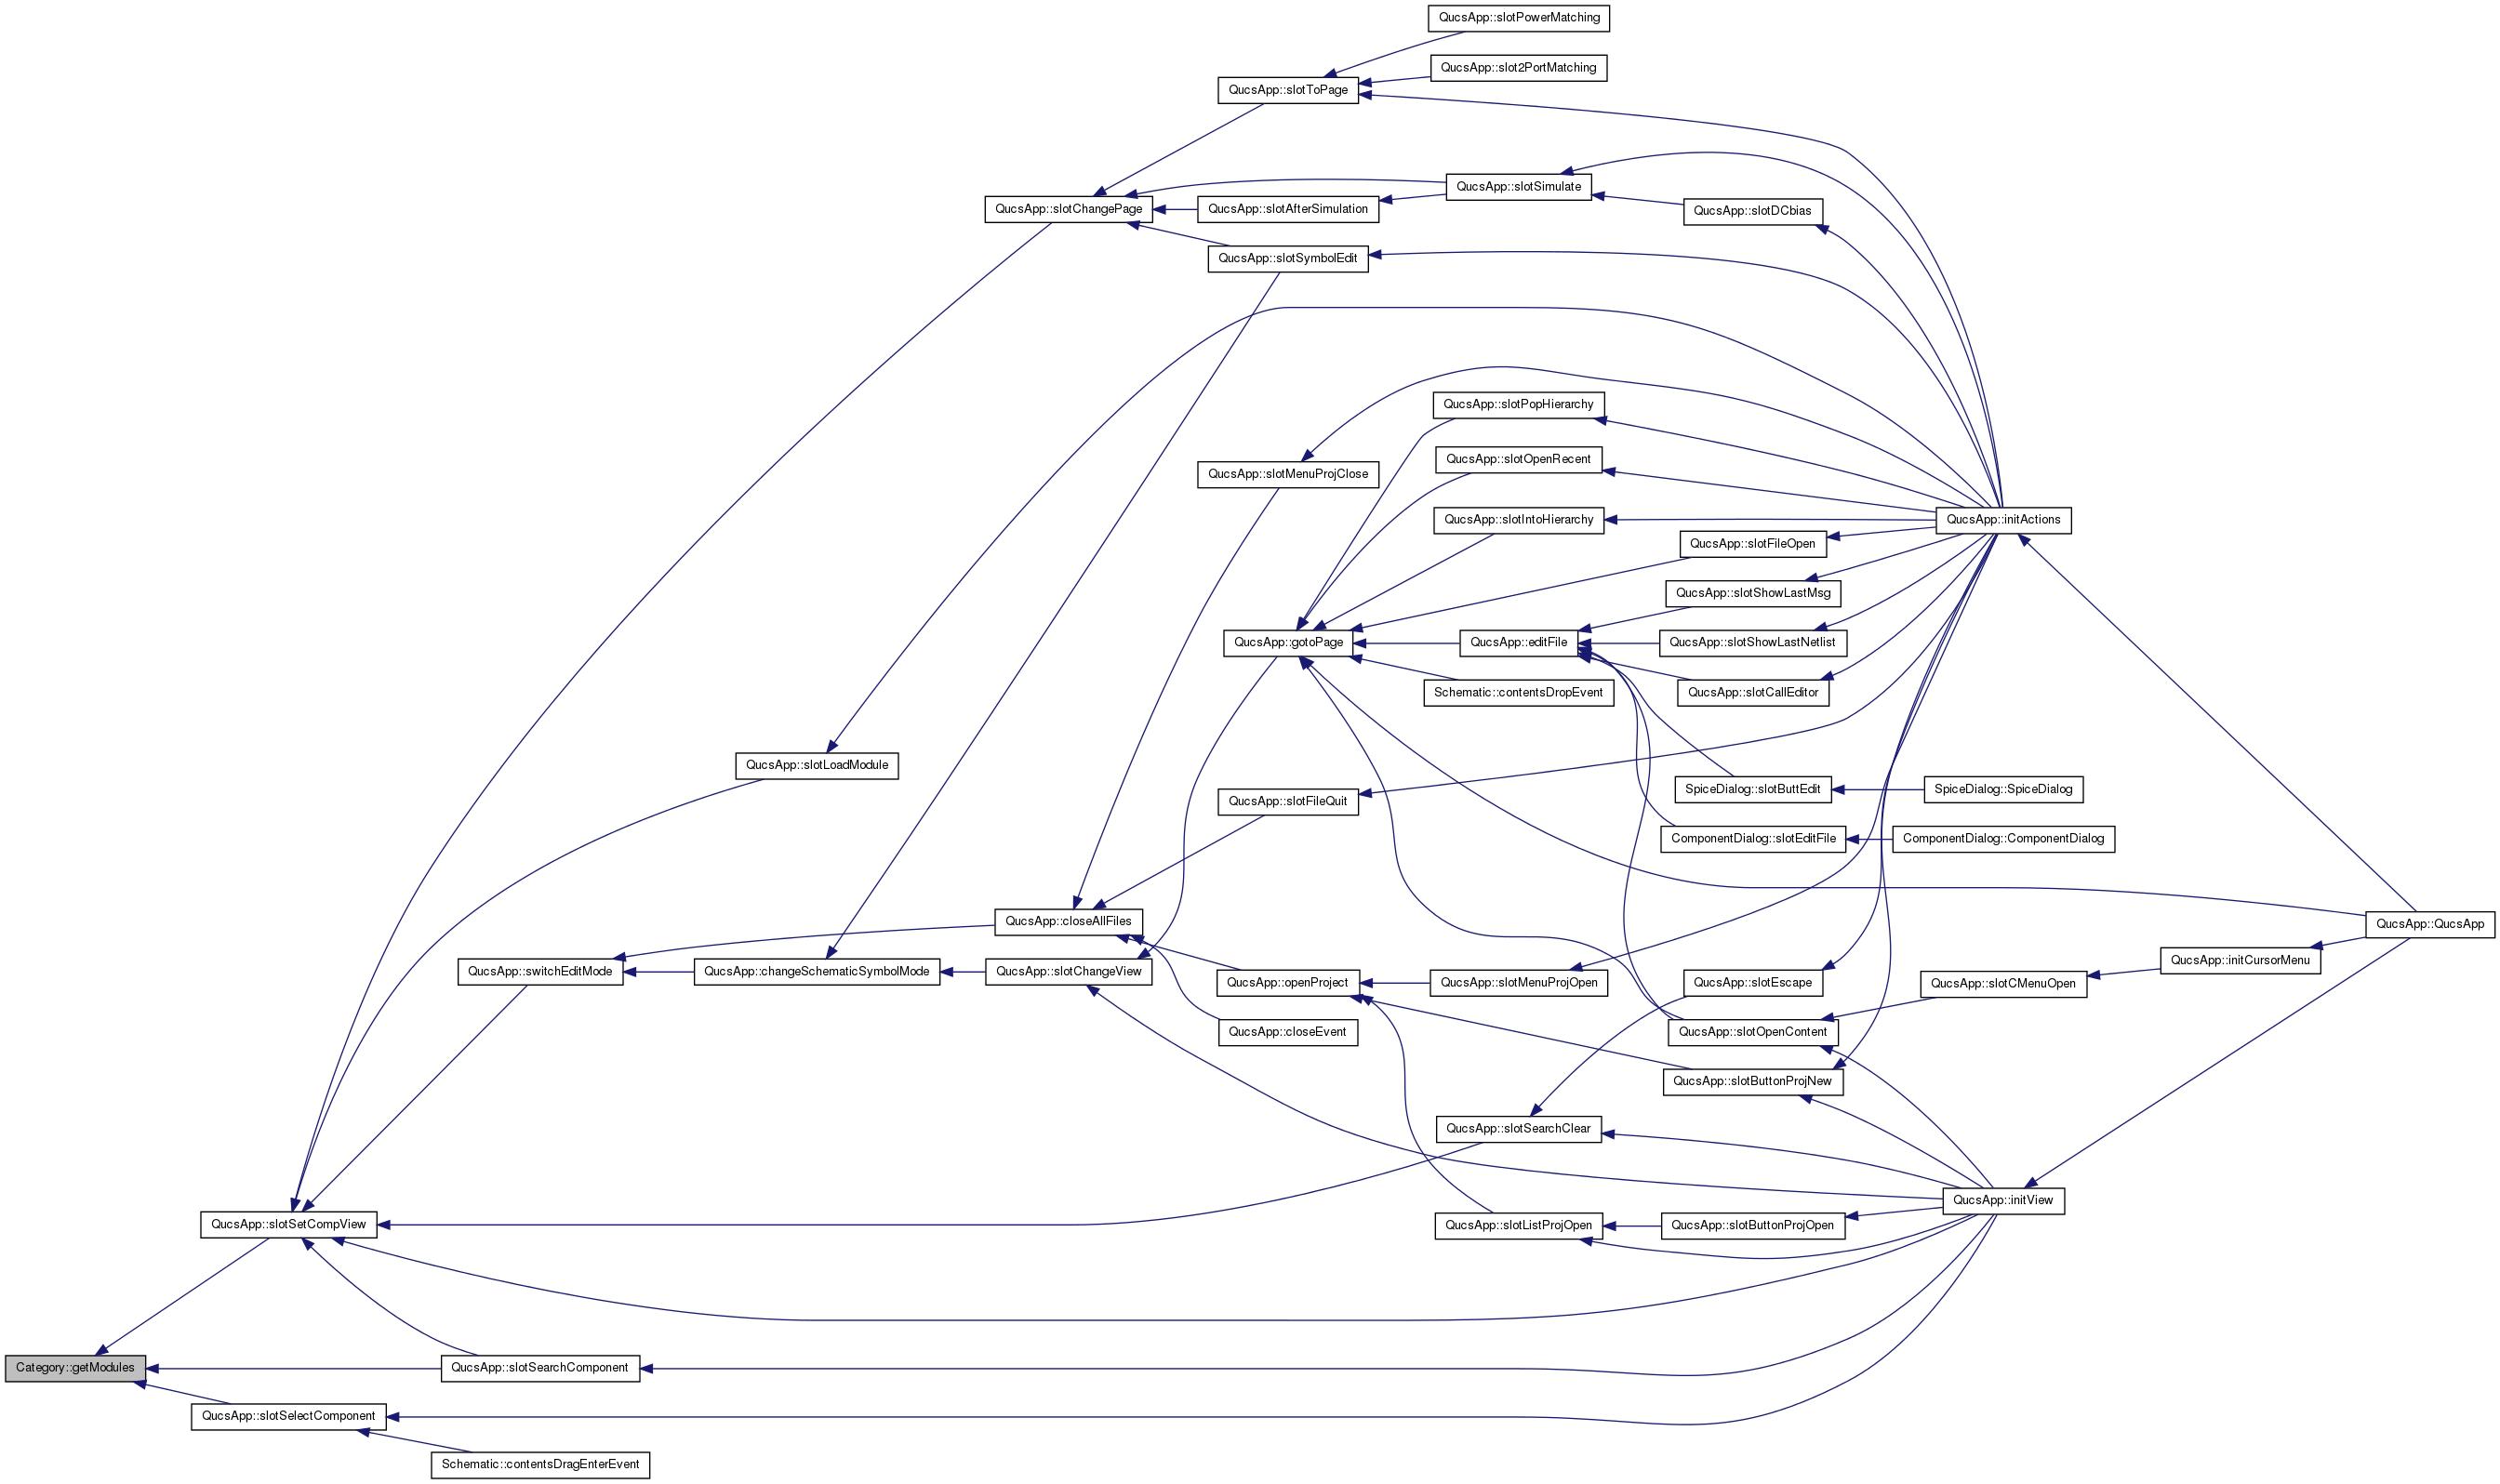 QucsApp::slotPowerMatching
QucsApp::slot2PortMatching
QucsApp::slotToPage
QucsApp::slotSimulate
QucsApp::slotChangePage
QucsApp::slotAfterSimulation
QucsApp::slotDCbias
QucsApp::slotSymbolEdit
QucsApp::slotPopHierarchy
QucsApp::slotOpenRecent
QucsApp::slotMenuProjClose
QucsApp::slotIntoHierarchy
QucsApp::initActions
QucsApp::slotFileOpen
QucsApp::slotShowLastMsg
QucsApp::gotoPage
QucsApp::editFile
QucsApp::slotShowLastNetlist
Schematic::contentsDropEvent
QucsApp::slotCallEditor
QucsApp::slotLoadModule
QucsApp::slotFileQuit
SpiceDialog::slotButtEdit
SpiceDialog::SpiceDialog
ComponentDialog::slotEditFile
ComponentDialog::ComponentDialog
QucsApp::closeAllFiles
QucsApp::QucsApp
QucsApp::switchEditMode
QucsApp::changeSchematicSymbolMode
QucsApp::slotChangeView
QucsApp::initCursorMenu
QucsApp::openProject
QucsApp::slotMenuProjOpen
QucsApp::slotEscape
QucsApp::slotCMenuOpen
QucsApp::closeEvent
QucsApp::slotOpenContent
QucsApp::slotButtonProjNew
QucsApp::slotSearchClear
QucsApp::initView
QucsApp::slotSetCompView
QucsApp::slotListProjOpen
QucsApp::slotButtonProjOpen
Category::getModules
QucsApp::slotSearchComponent
QucsApp::slotSelectComponent
Schematic::contentsDragEnterEvent